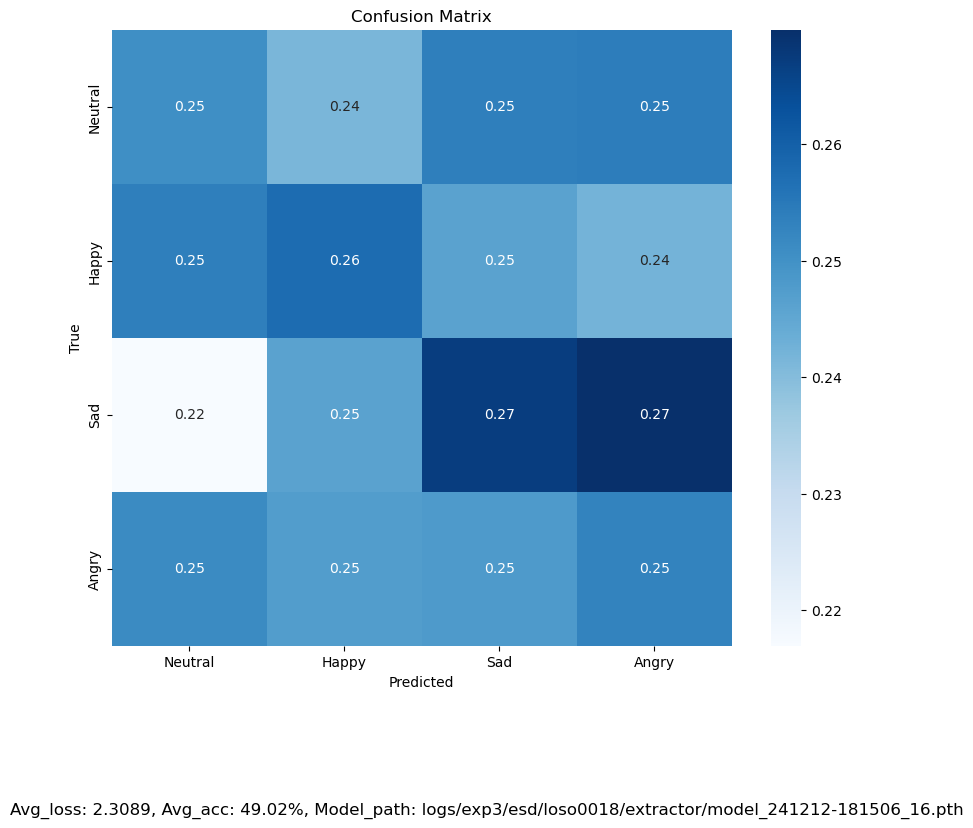 Confusion Matrix
Neutral 0.25 0.24 0.25 0.25
Happy 0.25 0.26 0.25 0.24
Sad 0.22 0.25 0.27 0.27
Angry 0.25 0.25 0.25 0.25
True
Neutral Happy Sad Angry
Predicted
0.26
0.25
0.24
0.23
0.22
Avg_loss: 2.3089, Avg_acc: 49.02%, Model_path: logs/exp3/esd/loso0018/extractor/model_241212-181506_16.pth